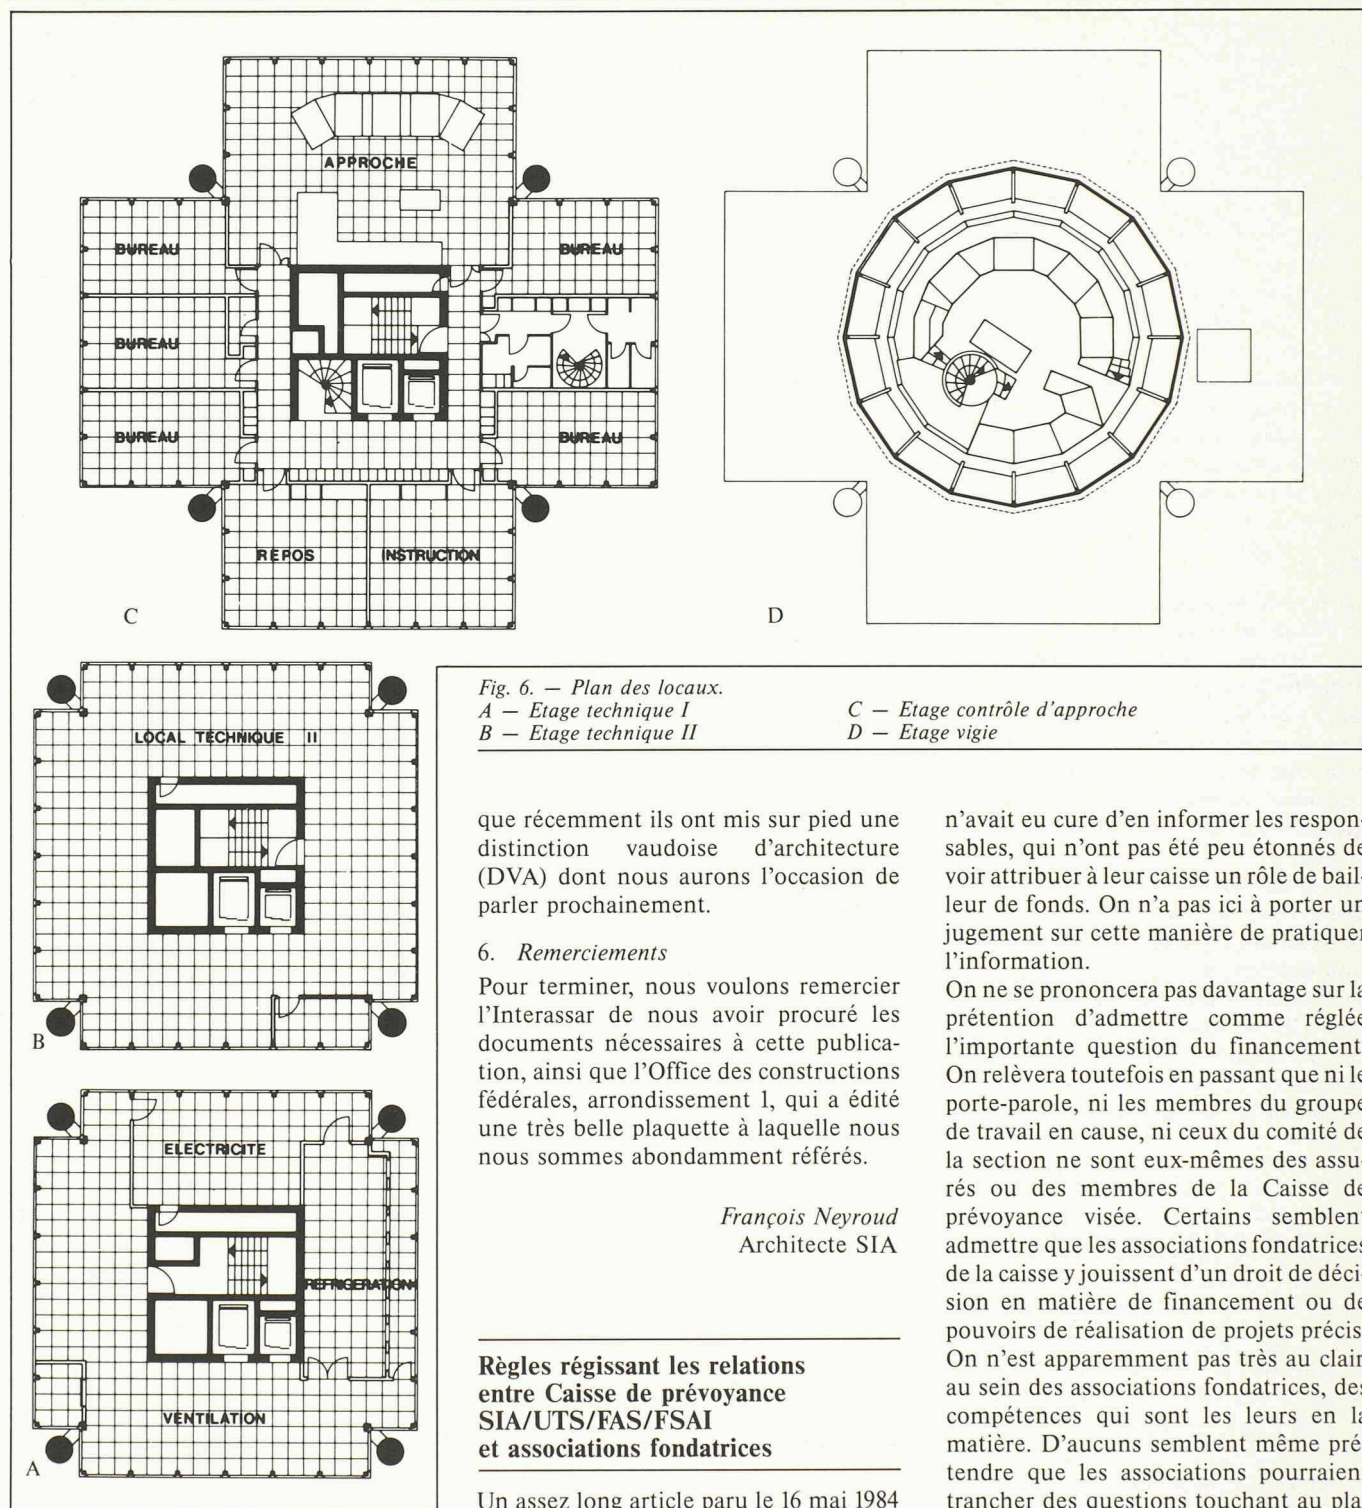 APPROCHE
BUREAU
BUREAU
BUREAU
BUREAU
BUREAU
REPOS
INSTRUCTION
C
D
LOCAL TECHNIQUE II
B
ELECTRICITE
REFRIGERATION
VENTILATION
A
Fig. 6. — Plan des locaux.
A — Etage technique I
B — Etage technique II
C — Etage contrôle d'approche
D — Etage vigie
que récemment ils ont mis sur pied une
distinction vaudoise d'architecture
(DVA) dont nous aurons l'occasion de
parler prochainement.
6. Remerciements
Pour terminer, nous voulons remercier
l'Interassar de nous avoir procuré les
documents nécessaires à cette publica-
tion, ainsi que l'Office des constructions
fédérales, arrondissement 1, qui a édité
une très belle plaquette à laquelle nous
nous sommes abondamment référés.
François Neyroud
Architecte SIA
Règles régissant les relations
entre Caisse de prévoyance
SIA/UTS/FAS/FSAI
et associations fondatrices
Un assez long article paru le 16 mai 1984
n'avait eu cure d'en informer les respon-
sables, qui n'ont pas été peu étonnés de
voir attribuer à leur caisse un rôle de bail-
leur de fonds. On n'a pas ici à porter un
jugement sur cette manière de pratiquer
l'information.
On ne se prononcera pas davantage sur la
prétention d'admettre comme réglée
l'importante question du financement
On relèvera toutefois en passant que ni le
porte-parole, ni les membres du groupe
de travail en cause, ni ceux du comité de
la section ne sont eux-mêmes des assu-
rés ou des membres de la Caisse de
prévoyance visée. Certains semblent
admettre que les associations fondatrices
de la caisse y jouissent d'un droit de déci-
sion en matière de financement ou de
pouvoirs de réalisation de projets précis
On n'est apparemment pas très au clair
au sein des associations fondatrices, des
compétences qui sont les leurs en la
matière. D'aucuns semblent même pré
tendre que les associations pourraient
trancher des questions touchant au pla